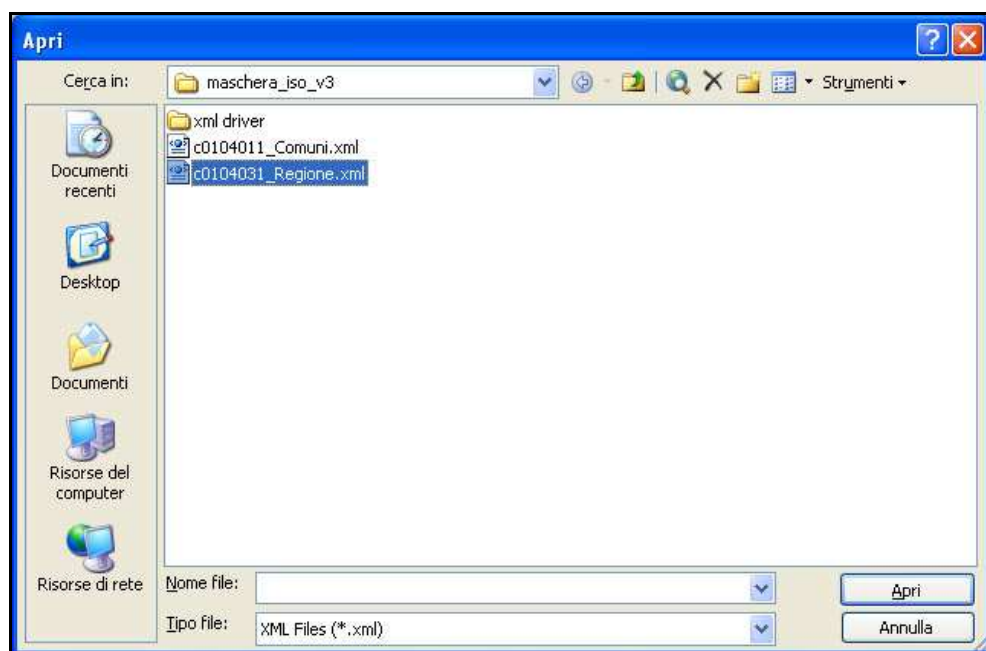 Apri
Cerca in:
maschera_iso_v3
Strumenti
xml driver
c0104011_Comuni.xml
c0104031_Regione.xml
Documenti
recenti
Desktop
Documenti
Risorse del
computer
Risorse di rete
Nome file:
Apri
Tipo file:
XML Files (*.xml)
Annulla